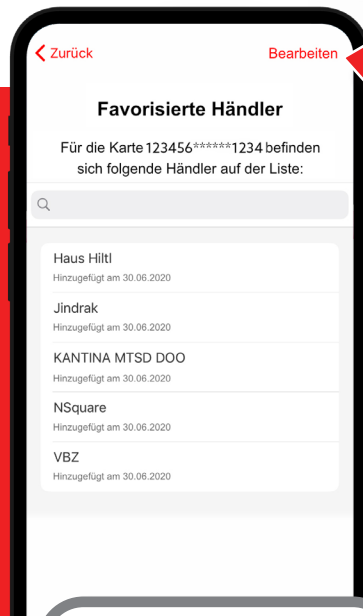 Zurück
Bearbeiten
Favorisierte Händler
Für die Karte 123456******1234 befinden
sich folgende Händler auf der Liste:
Haus Hiltl
Hinzugefügt am 30.06.2020
Jindrak
Hinzugefügt am 30.06.2020
KANTINA MTSD DOO
Hinzugefügt am 30.06.2020
NSquare
Hinzugefügt am 30.06.2020
VBZ
Hinzugefügt am 30.06.2020